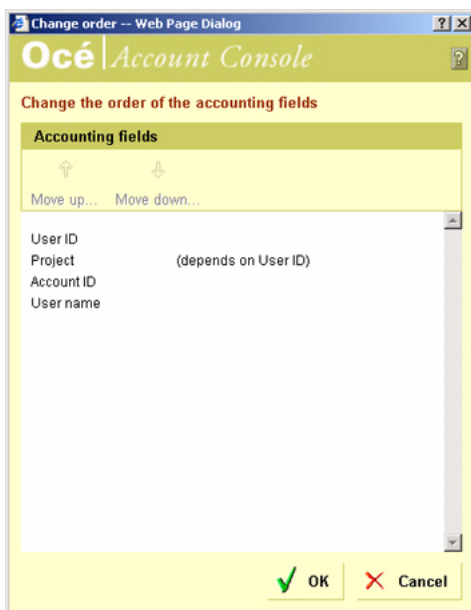 Change order -- Web Page Dialog
Océ Account Console
Change the order of the accounting fields
Accounting fields
Move up... Move down...
User ID
Project (depends on User ID)
Account ID
User name
OK Cancel